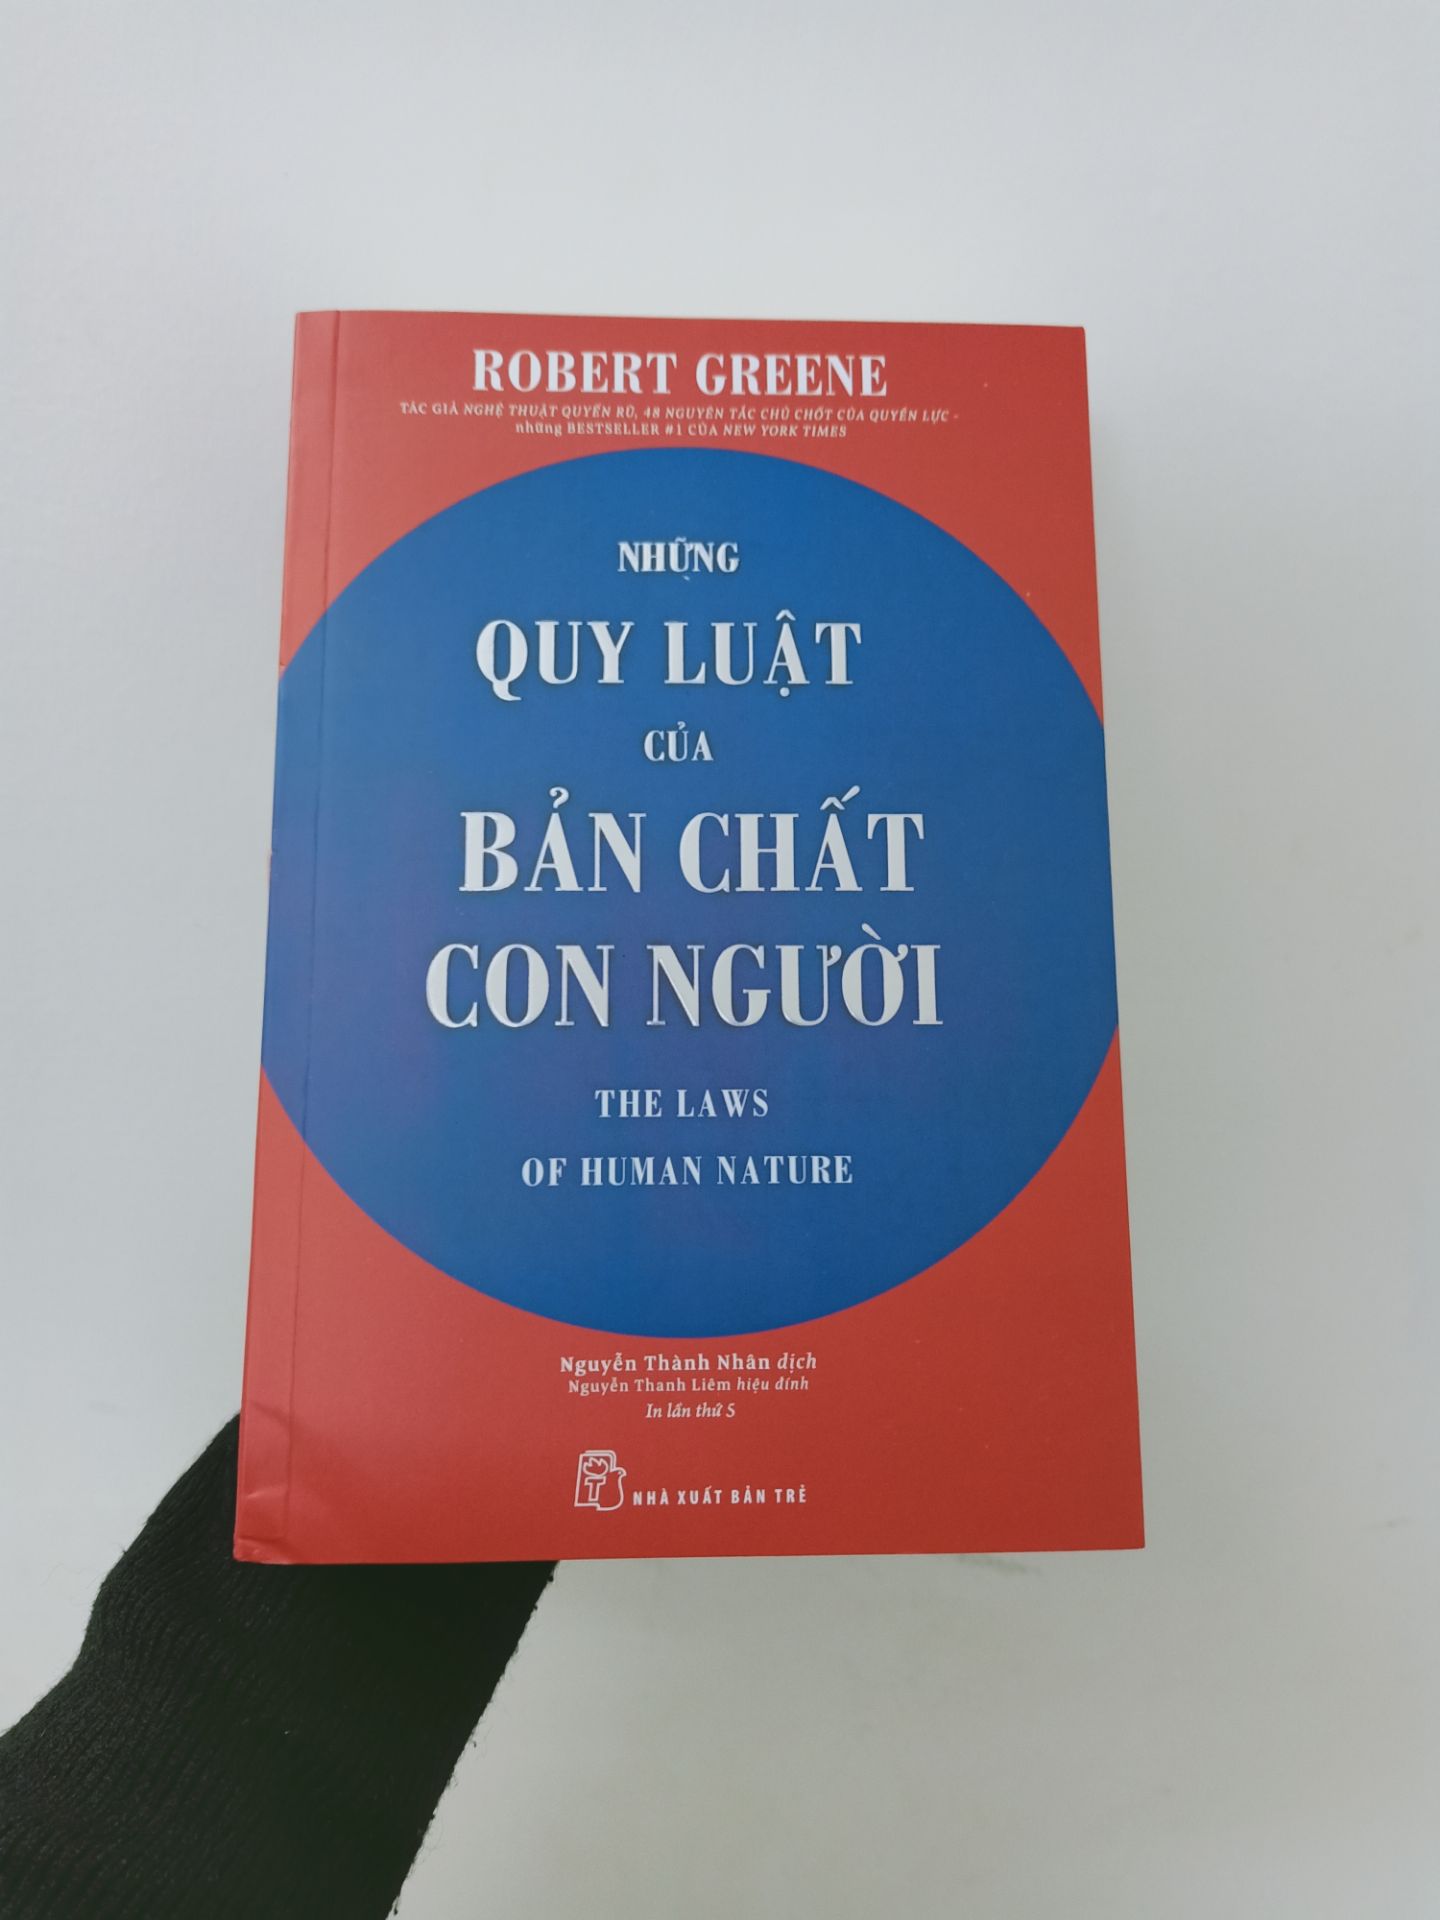 ROBERT GREENE
TÁC GIẢ NGHỆ THUẬT QUYẾN RŨ, 48 NGUYÊN TẮC CHỦ CHỐT CỦA QUYỀN LỰC -
những BESTSELLER #1 CỦA NEW YORK TIMES
NHỮNG
QUY LUẬT
CỦA
BẢN CHẤT
CON NGƯỜI
THE LAWS
OF HUMAN NATURE
Nguyễn Thành Nhân dịch
Nguyễn Thanh Liêm hiệu đính
In lần thứ 5
NHÀ XUẤT BẢN TRẺ